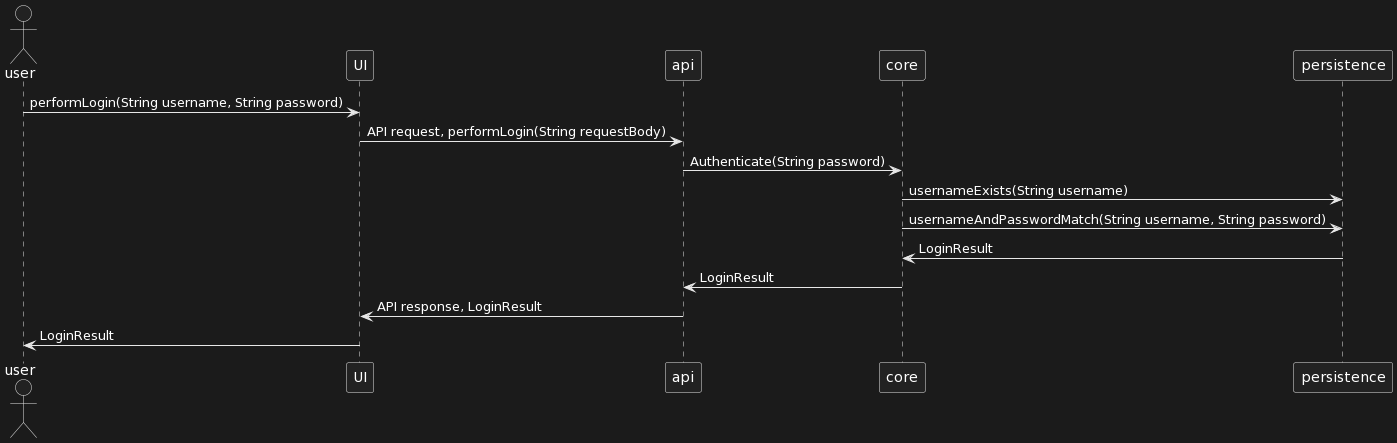 user
UI
api
core
persistence
performLogin(String username, String password)
API request, performLogin(String requestBody)
Authenticate(String password)
usernameExists(String username)
usernameAndPasswordMatch(String username, String password)
LoginResult
LoginResult
API response, LoginResult
LoginResult
user
UI
api
core
persistence